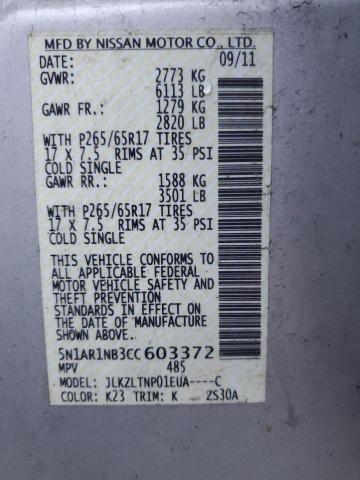 MFD BY NISSAN MOTOR CO., LTD.
DATE: 09/11
GVWR: 2773 KG
6113 LB
GAWR FR.: 1279 KG
2820 LB
WITH P265/65R17 TIRES
17 X 7.5 RIMS AT 35 PSI
COLD SINGLE
GAWR RR.: 1588 KG
3501 LB
WITH P265/65R17 TIRES
17 X 7.5 RIMS AT 35 PSI
COLD SINGLE
THIS VEHICLE CONFORMS TO
ALL APPLICABLE FEDERAL
MOTOR VEHICLE SAFETY AND
THEFT PREVENTION
STANDARDS IN EFFECT ON
THE DATE OF MANUFACTURE
SHOWN ABOVE.
5N1AR1NB3CC603372
MPV 485
MODEL: JLKZLTNP01EUA----C
COLOR: K23 TRIM: K ZS30A